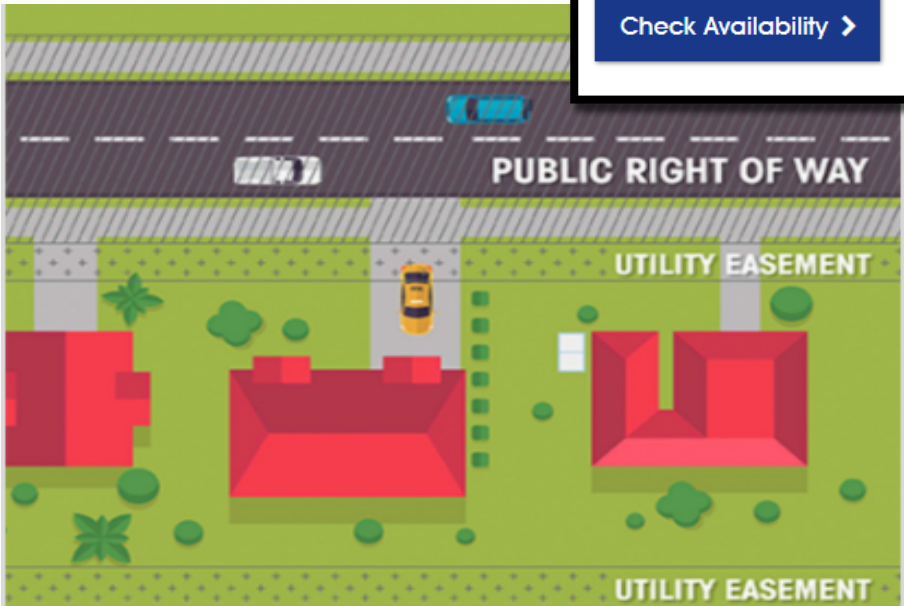 Check Availability >
PUBLIC RIGHT OF WAY
UTILITY EASEMENT
UTILITY EASEMENT